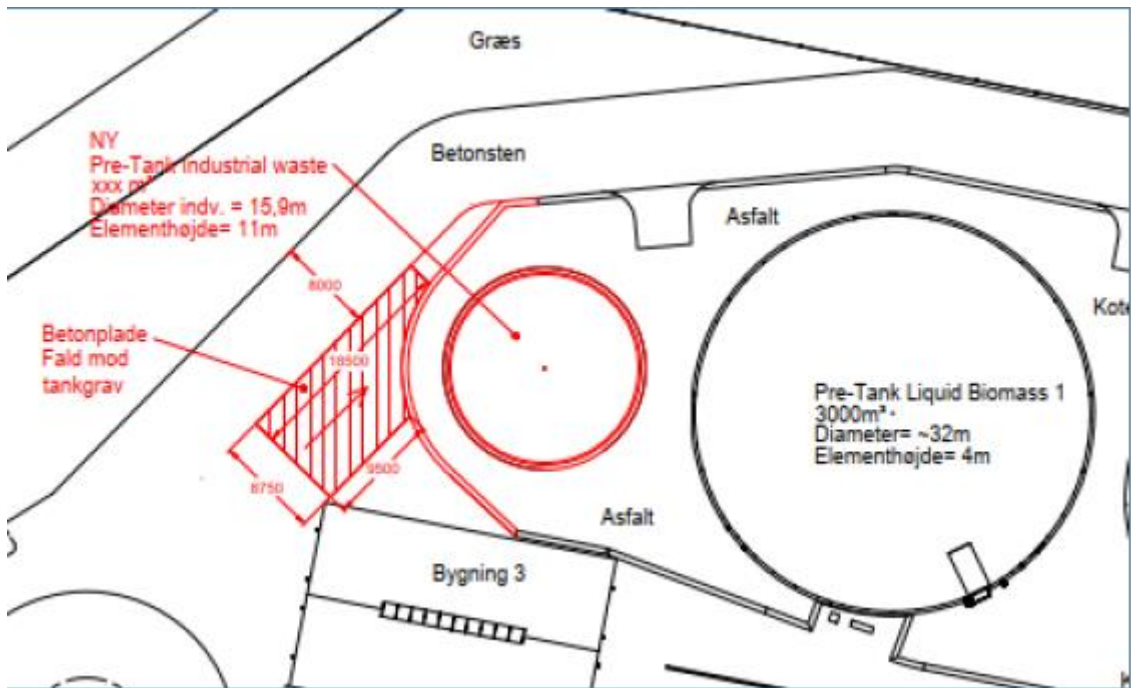 Græs
NY
Pre-Tank Industrial waste
xxx m³
Diameter indv. = 15,9m
Elementhøjde= 11m
Betonsten
Asfalt
8000
Kote
Betonplade
Fald mod
tankgrav
18500
Pre-Tank Liquid Biomass 1
3000m³
Diameter= ~32m
Elementhøjde= 4m
9500
8750
Asfalt
Bygning 3